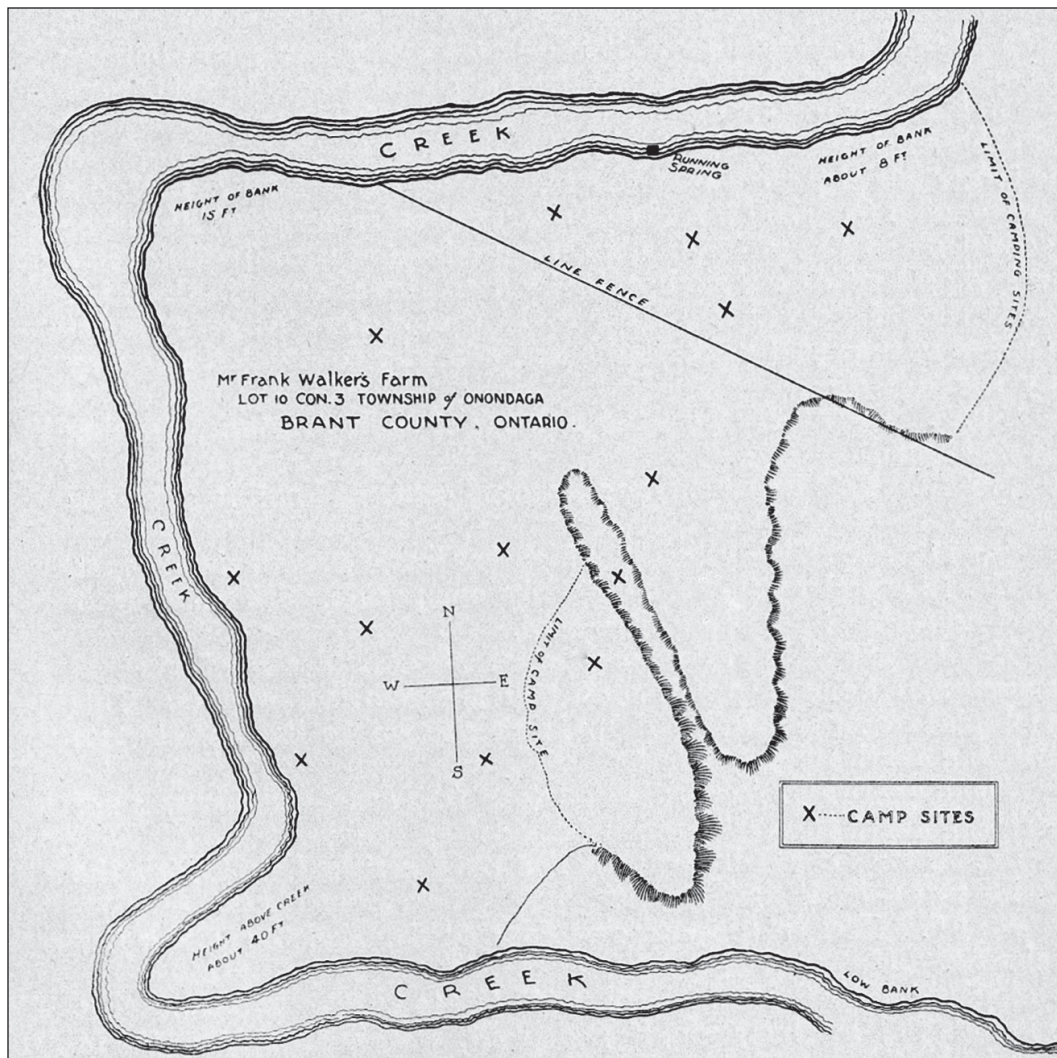 CREEK
RUNNING
SPRING
HEIGHT OF BANK
ABOUT 8 FT
HEIGHT OF BANK
15 FT
LIMIT OF CAMPING SITES
LINE FENCE
X
X
X
X
X
Mr Frank Walker's Farm
LOT 10 CON. 3 TOWNSHIP of ONONDAGA
BRANT COUNTY, ONTARIO.
X
CREEK
X
X
X
X
N
W
E
S
LIMIT of CAMP SITE
X
X
X
X----- CAMP SITES
X
HEIGHT ABOVE CREEK
ABOUT 40 FT.
CREEK
LOW BANK